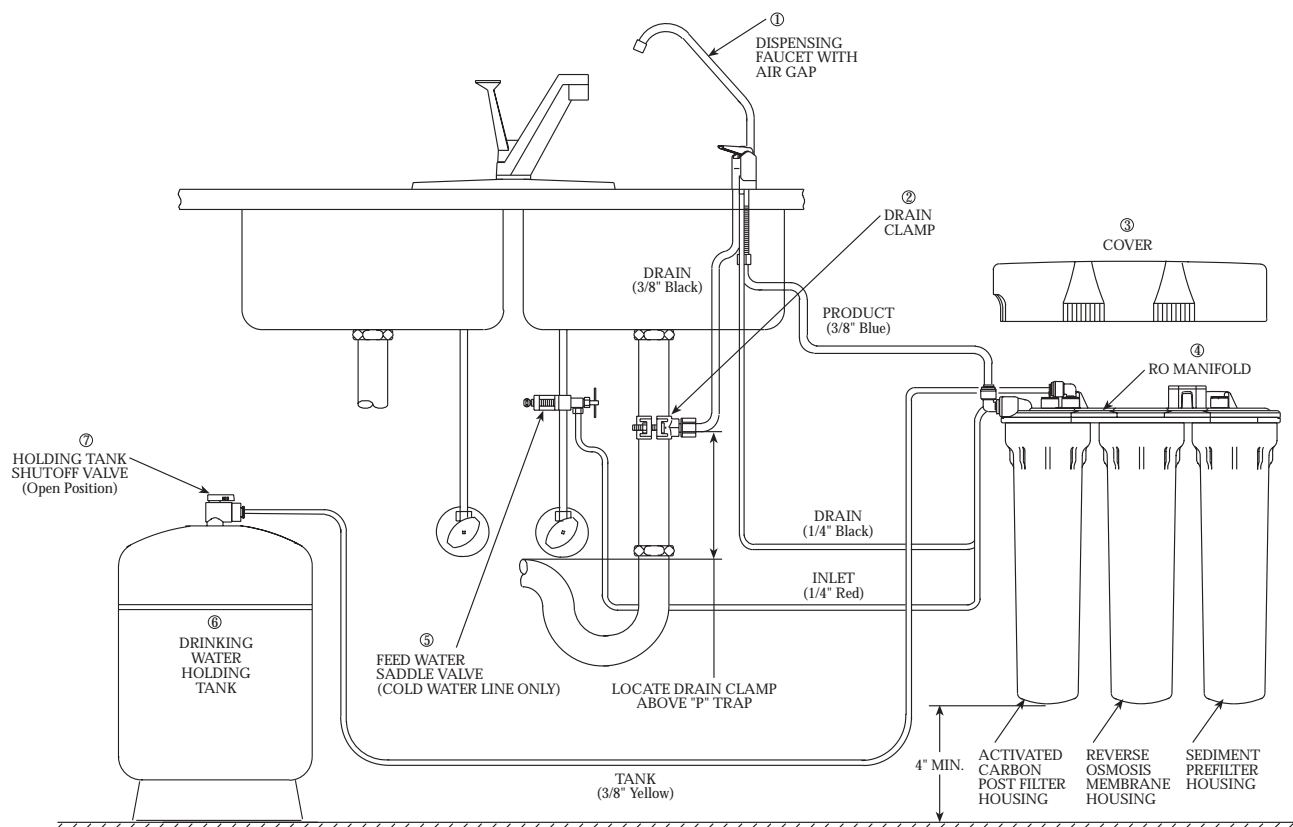 ①
DISPENSING
FAUCET WITH
AIR GAP
②
DRAIN
CLAMP
③
COVER
DRAIN
(3/8" Black)
PRODUCT
(3/8" Blue)
④
RO MANIFOLD
⑦
HOLDING TANK
SHUTOFF VALVE
(Open Position)
DRAIN
(1/4" Black)
INLET
(1/4" Red)
⑥
DRINKING
WATER
HOLDING
TANK
⑤
FEED WATER
SADDLE VALVE
(COLD WATER LINE ONLY)
LOCATE DRAIN CLAMP
ABOVE "P" TRAP
TANK
(3/8" Yellow)
4" MIN.
ACTIVATED
CARBON
POST FILTER
HOUSING
REVERSE
OSMOSIS
MEMBRANE
HOUSING
SEDIMENT
PREFILTER
HOUSING